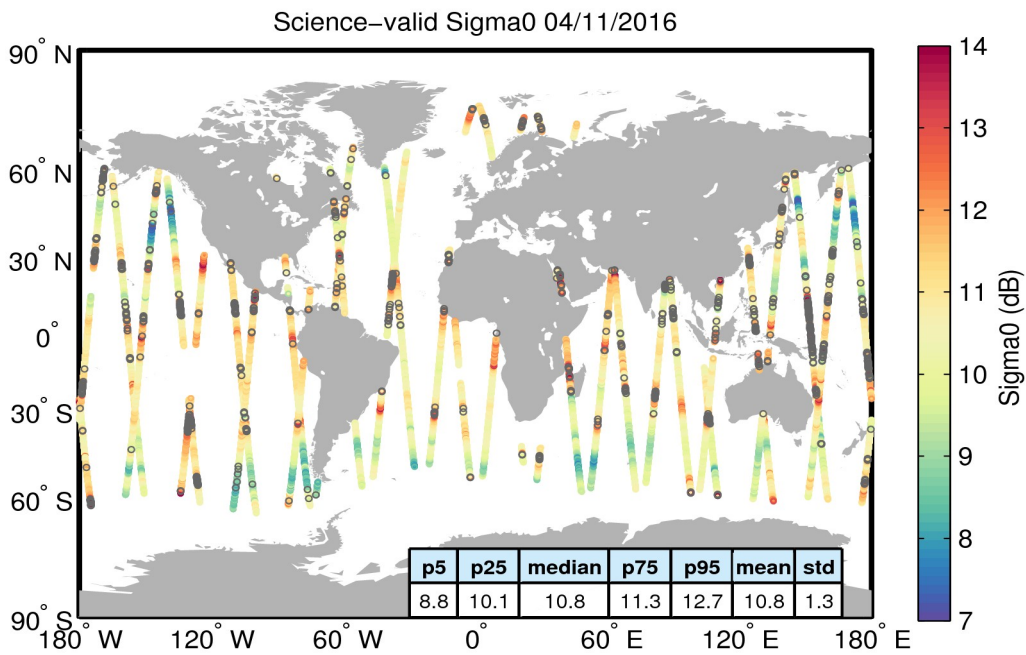 Science−valid Sigma0 04/11/2016
90° N
60° N
30° N
0°
30° S
60° S
90° S
180° W
120° W
60° W
0°
60° E
120° E
180° E
p5 p25 median p75 p95 mean std
8.8 10.1 10.8 11.3 12.7 10.8 1.3
14
13
12
11
10
9
8
7
Sigma0 (dB)